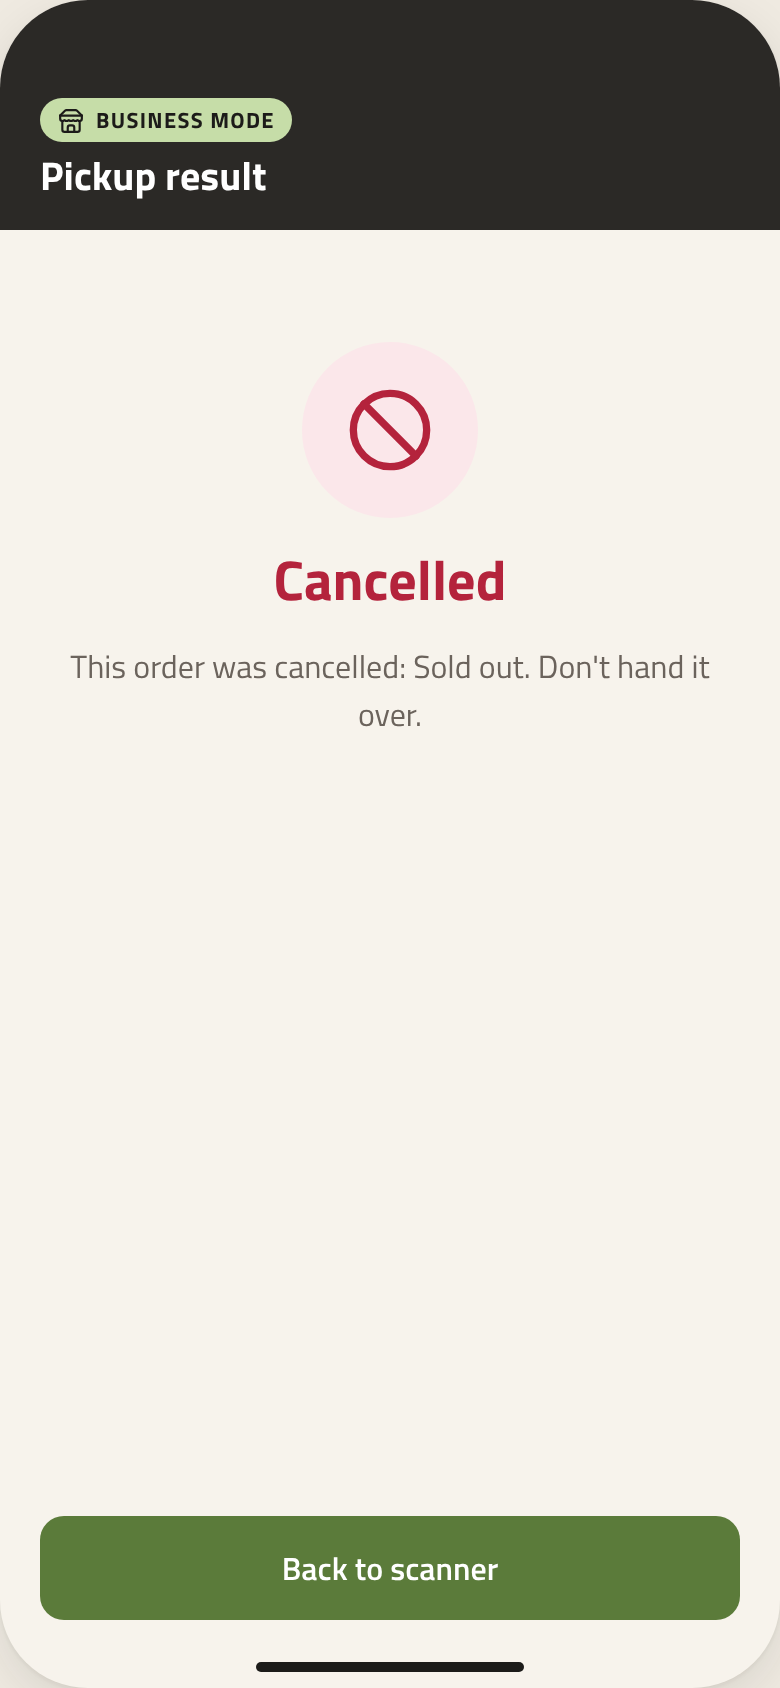 BUSINESS MODE
Pickup result
Cancelled
This order was cancelled: Sold out. Don't hand it
over.
Back to scanner